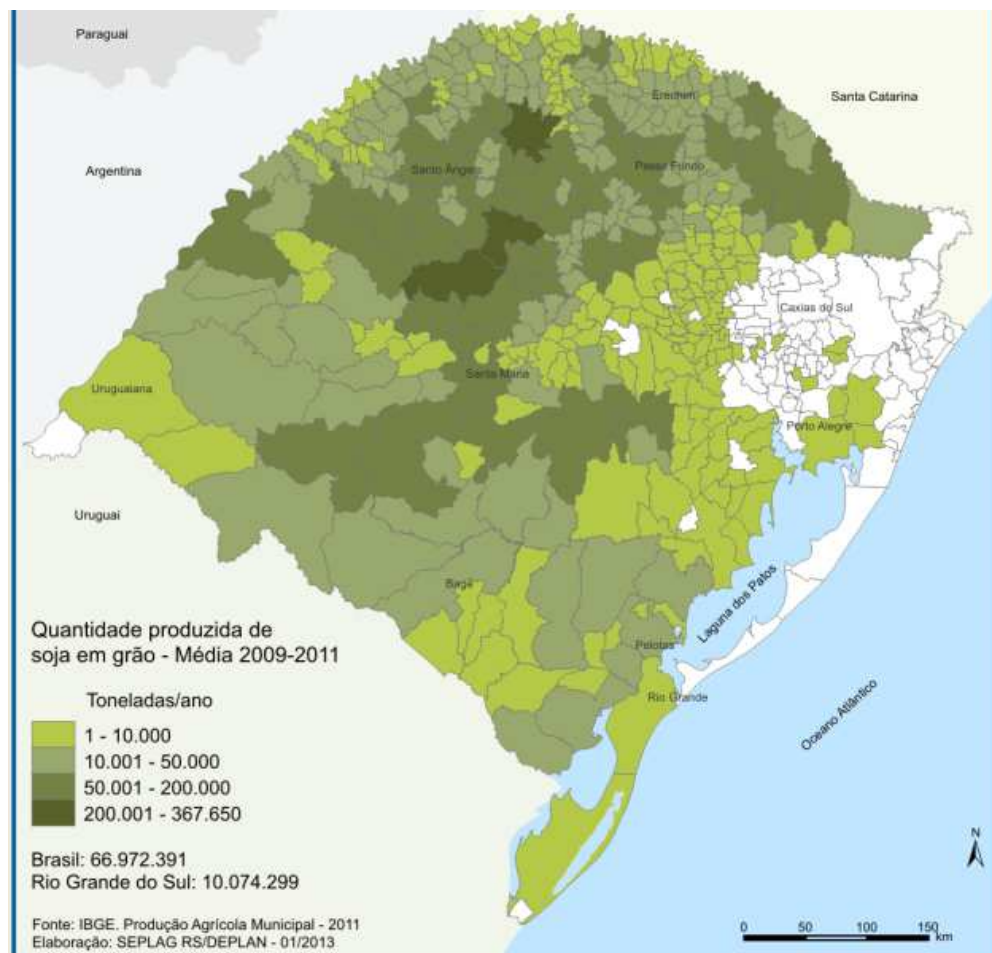 Paraguai
Santa Catarina
Erechim
Argentina
Santo Ângelo
Passo Fundo
Caxias do Sul
Uruguaiana
Santa Maria
Porto Alegre
Uruguai
Bagé
Laguna dos Patos
Pelotas
Rio Grande
Oceano Atlântico
Quantidade produzida de
soja em grão - Média 2009-2011
Toneladas/ano
1 - 10.000
10.001 - 50.000
50.001 - 200.000
200.001 - 367.650
Brasil: 66.972.391
Rio Grande do Sul: 10.074.299
Fonte: IBGE. Produção Agrícola Municipal - 2011
Elaboração: SEPLAG RS/DEPLAN - 01/2013
N
0 50 100 150
km